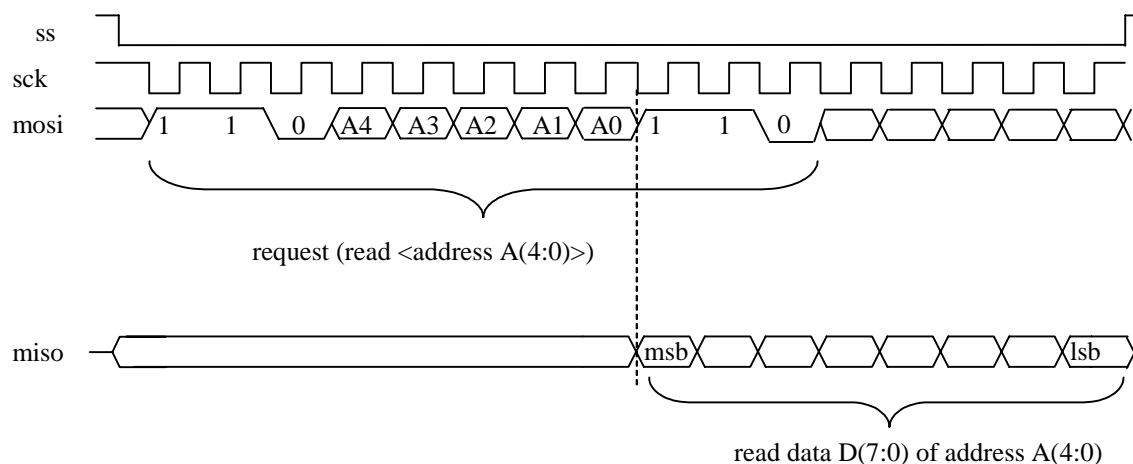 ss
sck
mosi 1 1 0 A4 A3 A2 A1 A0 1 1 0
request (read <address A(4:0)>)
miso msb lsb
read data D(7:0) of address A(4:0)